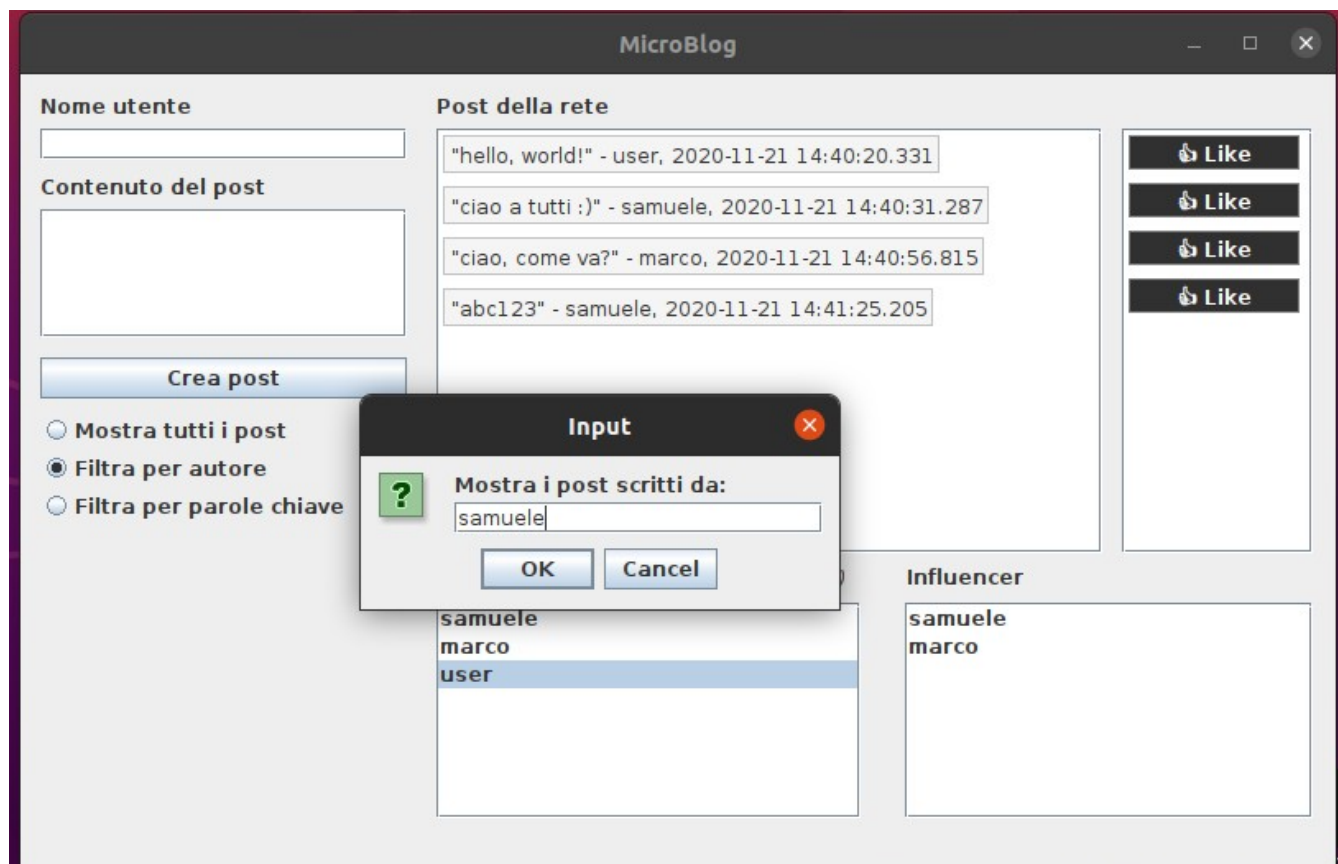 MicroBlog
Nome utente
Contenuto del post
Crea post
Mostra tutti i post
Filtra per autore
Filtra per parole chiave
Post della rete
"hello, world!" - user, 2020-11-21 14:40:20.331
"ciao a tutti :)" - samuele, 2020-11-21 14:40:31.287
"ciao, come va?" - marco, 2020-11-21 14:40:56.815
"abc123" - samuele, 2020-11-21 14:41:25.205
👍 Like
👍 Like
👍 Like
👍 Like
Input
Mostra i post scritti da:
samuele
OK Cancel
samuele
marco
user
Influencer
samuele
marco